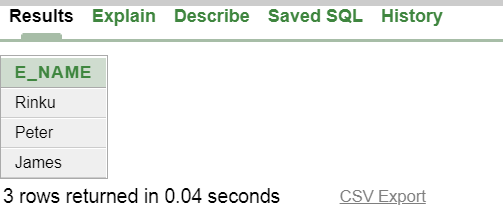 Results Explain Describe Saved SQL History
E_NAME
Rinku
Peter
James
3 rows returned in 0.04 seconds CSV Export